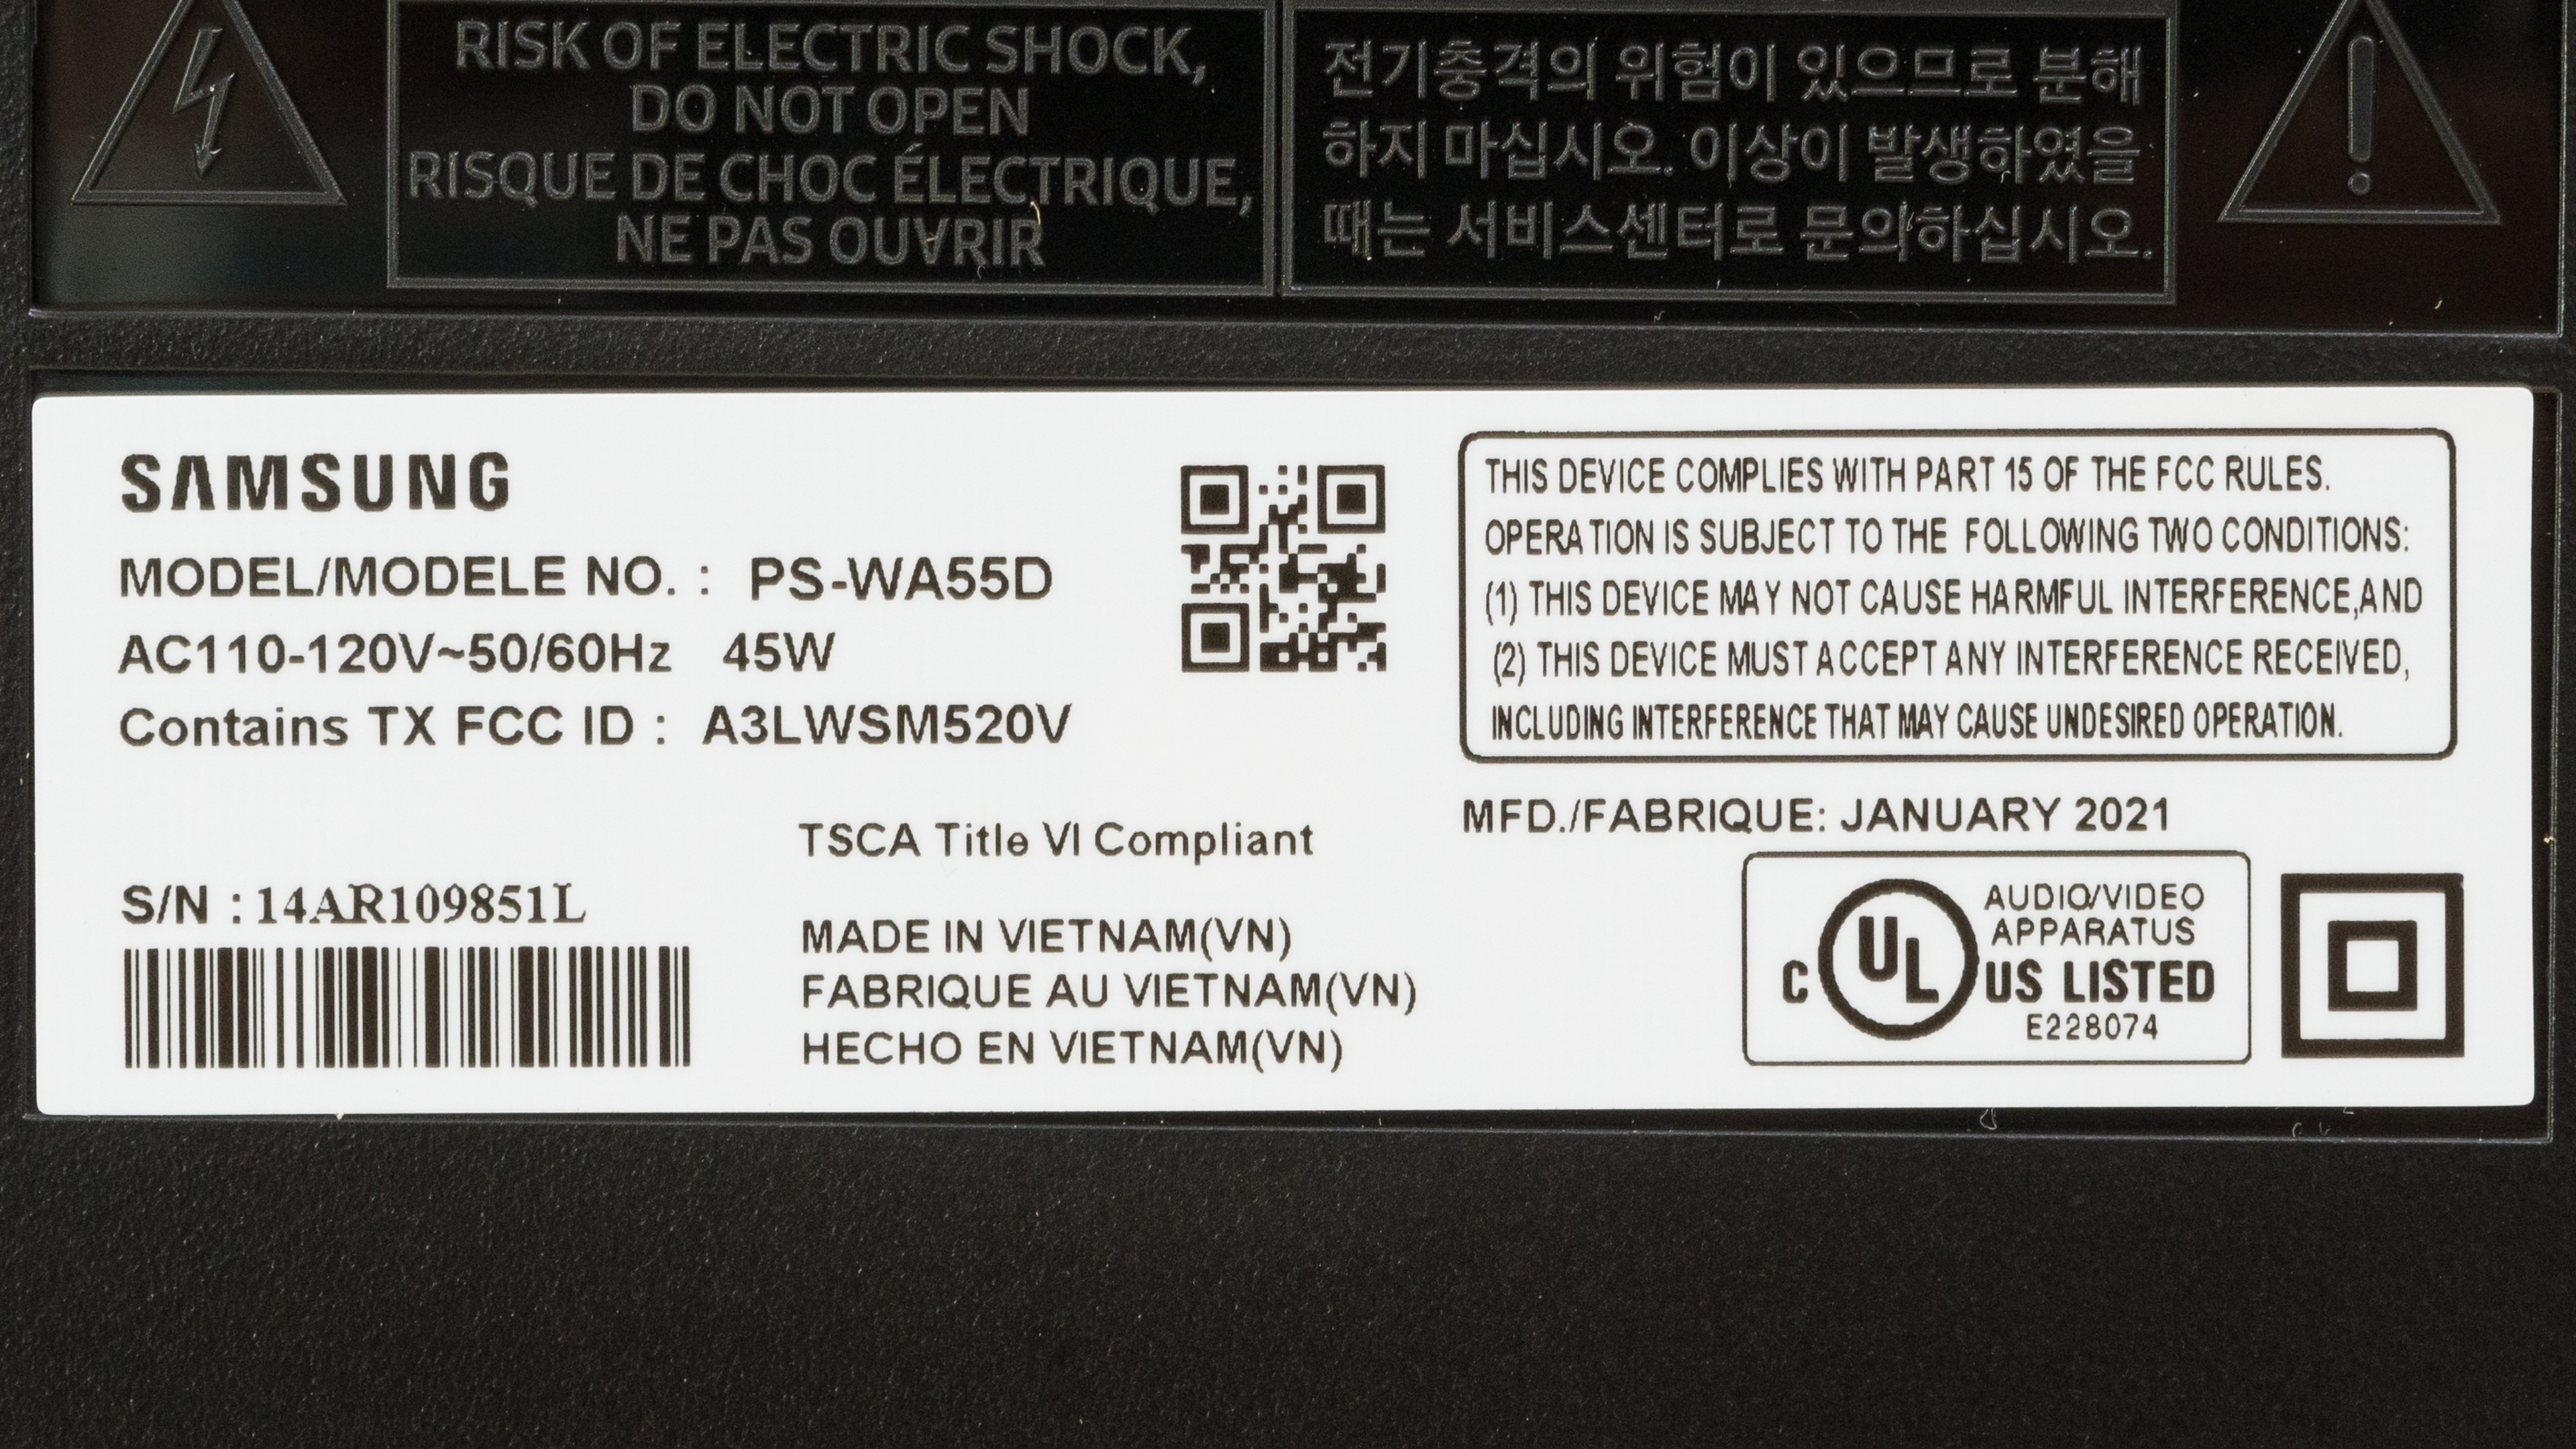 RISK OF ELECTRIC SHOCK,
DO NOT OPEN
RISQUE DE CHOC ÉLECTRIQUE,
NE PAS OUVRIR
전기충격의 위험이 있으므로 분해
하지 마십시오. 이상이 발생하였을
때는 서비스센터로 문의하십시오.
SAMSUNG
MODEL/MODELE NO. : PS-WA55D
AC110-120V~50/60Hz 45W
Contains TX FCC ID : A3LWSM520V
THIS DEVICE COMPLIES WITH PART 15 OF THE FCC RULES.
OPERATION IS SUBJECT TO THE FOLLOWING TWO CONDITIONS:
(1) THIS DEVICE MAY NOT CAUSE HARMFUL INTERFERENCE,AND
(2) THIS DEVICE MUST ACCEPT ANY INTERFERENCE RECEIVED,
INCLUDING INTERFERENCE THAT MAY CAUSE UNDESIRED OPERATION.
TSCA Title VI Compliant
MFD./FABRIQUE: JANUARY 2021
S/N : 14AR109851L
MADE IN VIETNAM(VN)
FABRIQUE AU VIETNAM(VN)
HECHO EN VIETNAM(VN)
AUDIO/VIDEO
APPARATUS
C UL US LISTED
E228074